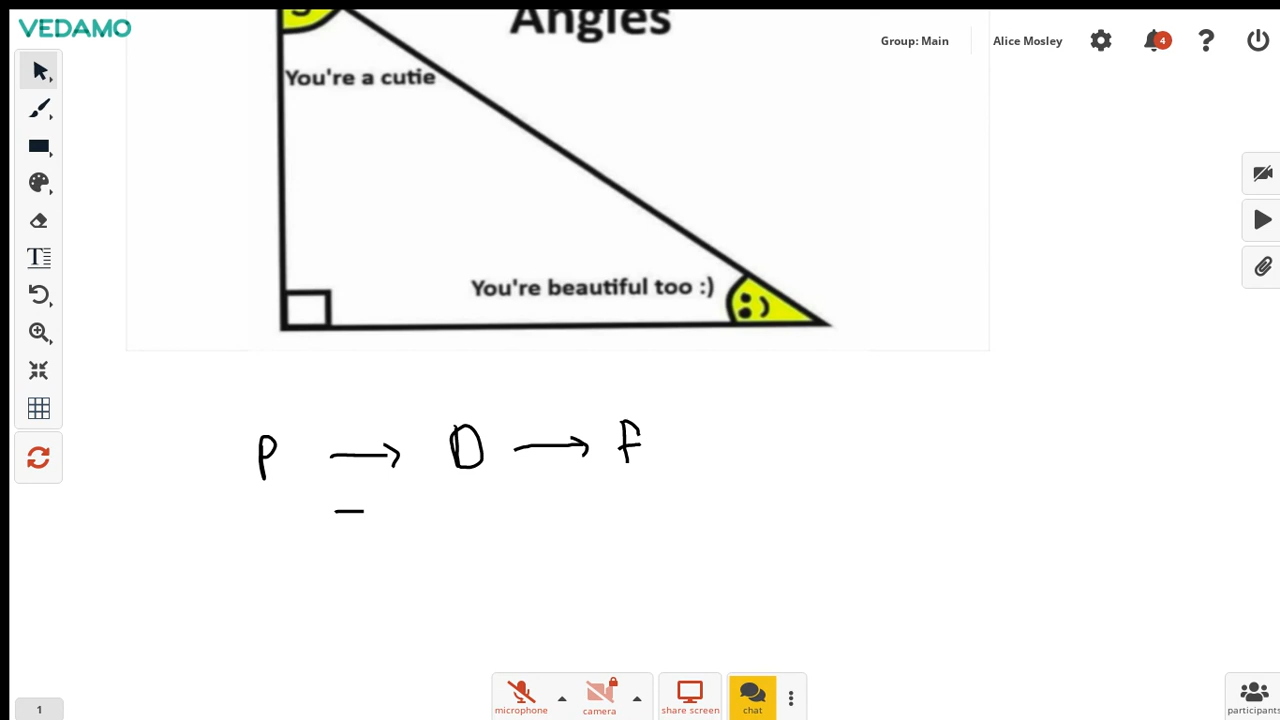 VEDAMO
Angles
Group: Main
Alice Mosley
4
You're a cutie
You're beautiful too :)
P → D → F
—
1
microphone
camera
share screen
chat
participants